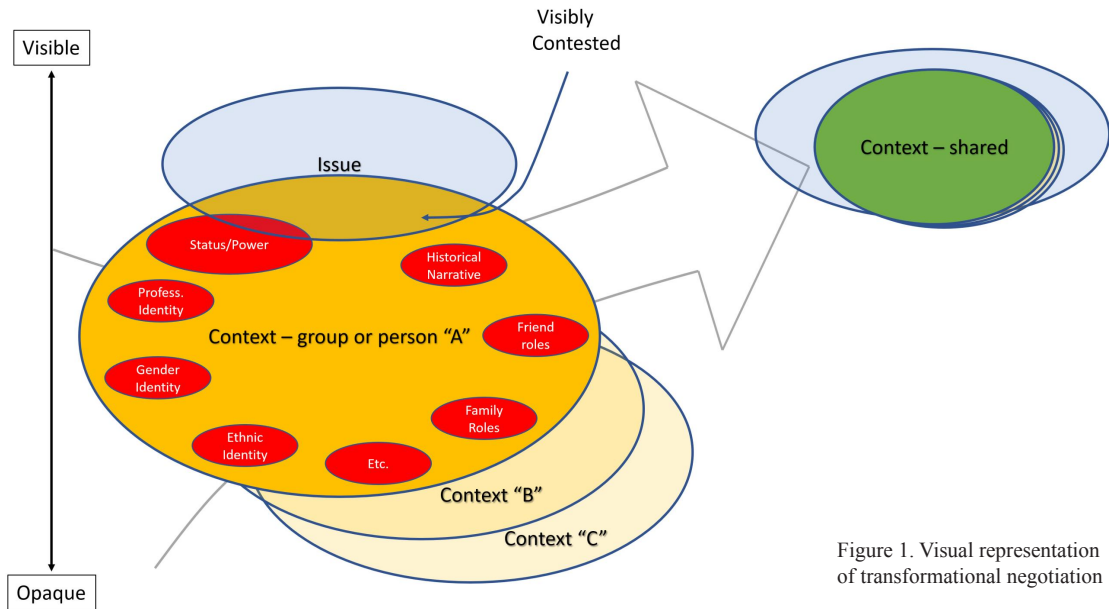 Visible
Visibly
Contested
Issue
Context – shared
Status/Power
Historical
Narrative
Profess.
Identity
Context – group or person “A”
Friend
roles
Gender
Identity
Family
Roles
Ethnic
Identity
Etc.
Context “B”
Context “C”
Opaque
Figure 1. Visual representation
of transformational negotiation